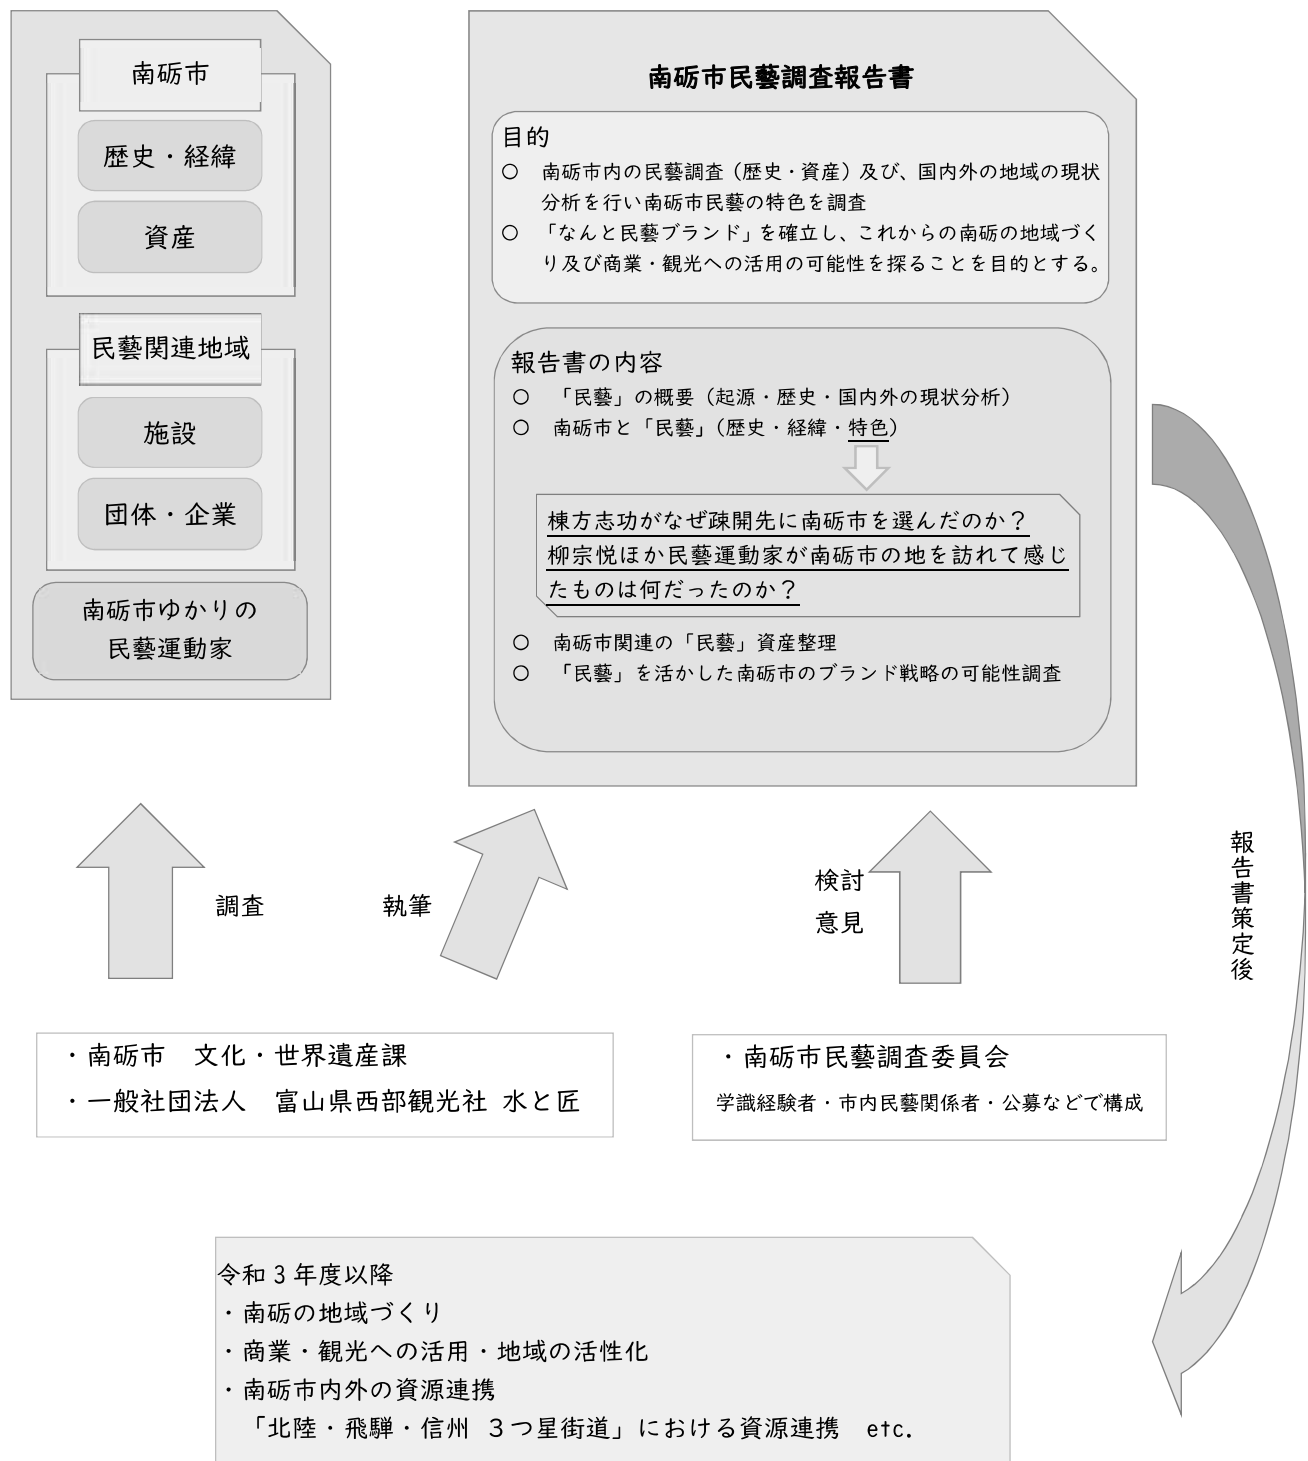 南砺市
歴史・経緯
資産
民藝関連地域
施設
団体・企業
南砺市ゆかりの
民藝運動家
南砺市民藝調査報告書
目的
○ 南砺市内の民藝調査（歴史・資産）及び、国内外の地域の現状
分析を行い南砺市民藝の特色を調査
○ 「なんと民藝ブランド」を確立し、これからの南砺の地域づく
り及び商業・観光への活用の可能性を探ることを目的とする。
報告書の内容
○ 「民藝」の概要（起源・歴史・国内外の現状分析）
○ 南砺市と「民藝」（歴史・経緯・特色）
棟方志功がなぜ疎開先に南砺市を選んだのか？
柳宗悦ほか民藝運動家が南砺市の地を訪れて感じ
たものは何だったのか？
○ 南砺市関連の「民藝」資産整理
○ 「民藝」を活かした南砺市のブランド戦略の可能性調査
調査
執筆
検討
意見
報告書策定後
・南砺市　文化・世界遺産課
・一般社団法人　富山県西部観光社 水と匠
・南砺市民藝調査委員会
学識経験者・市内民藝関係者・公募などで構成
令和３年度以降
・南砺の地域づくり
・商業・観光への活用・地域の活性化
・南砺市内外の資源連携
「北陸・飛騨・信州 ３つ星街道」における資源連携　etc.